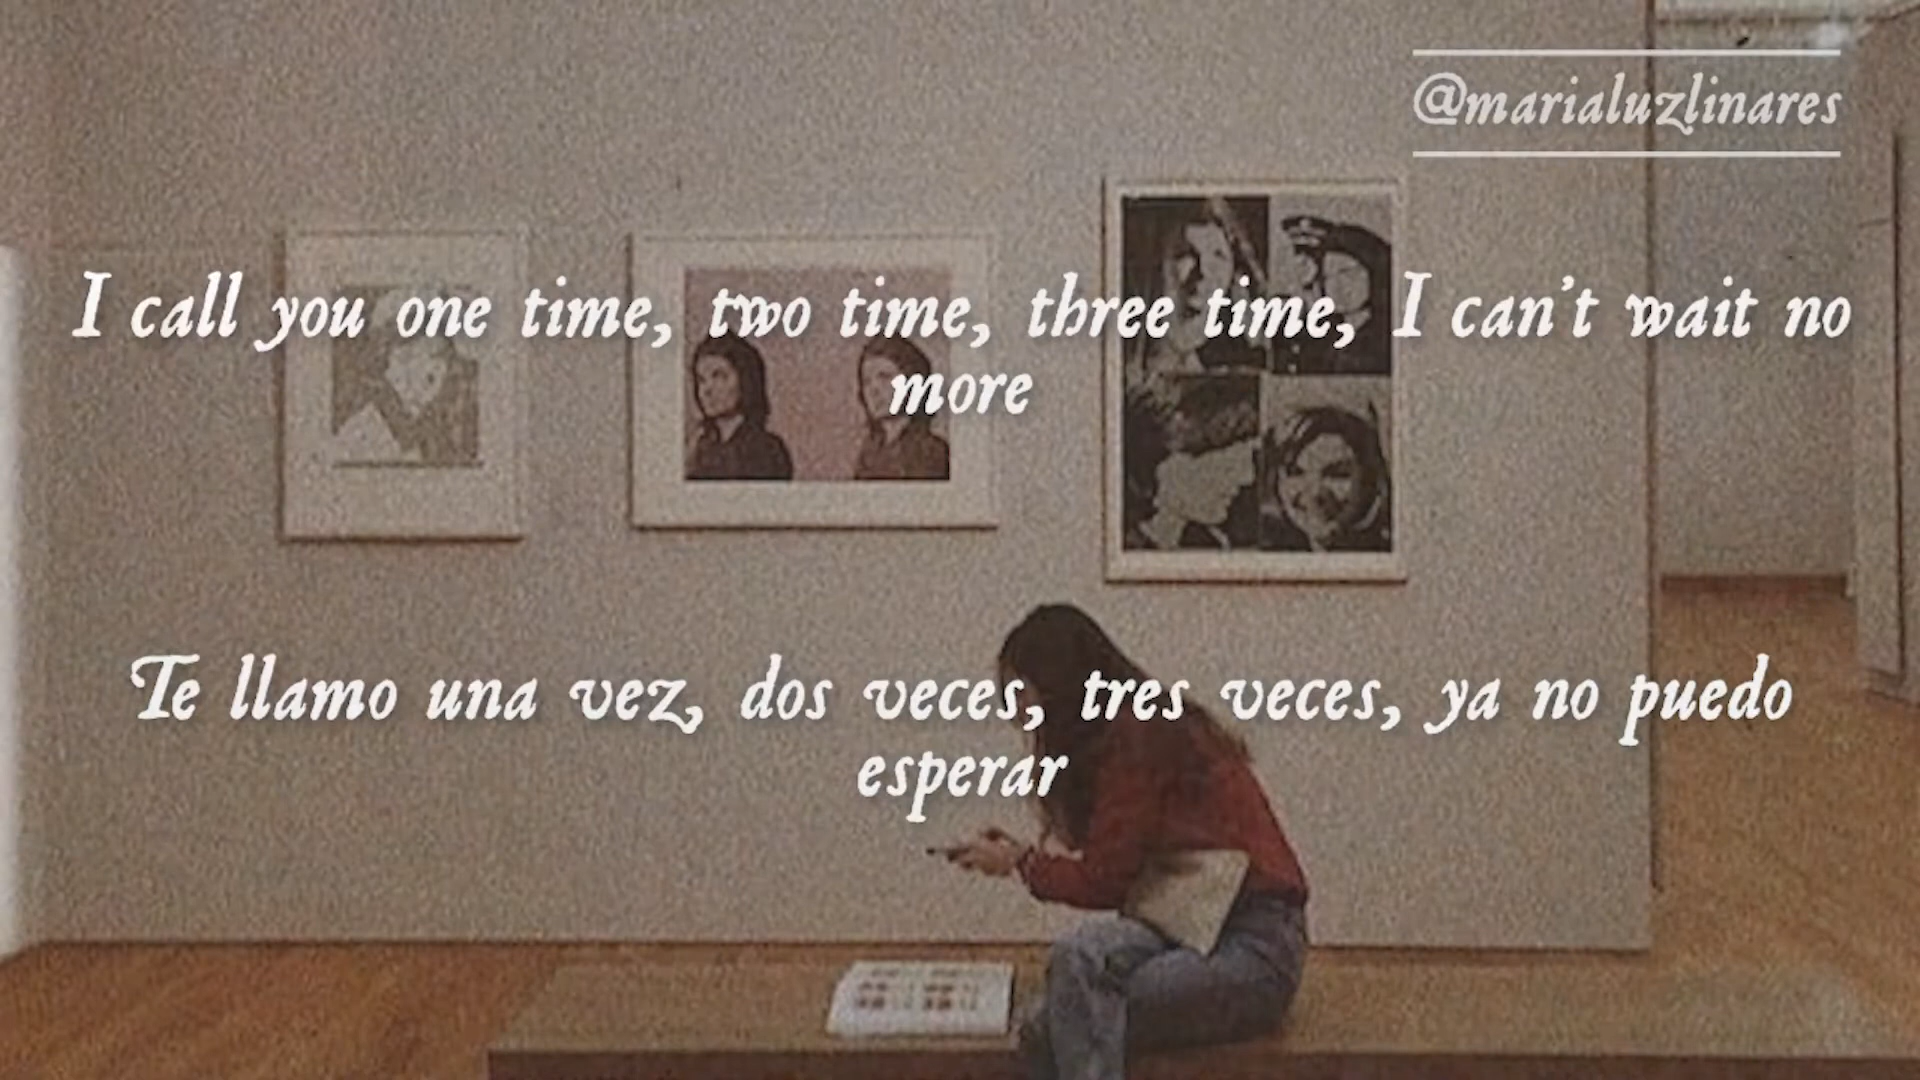 @marialuzlinares
I call you one time, two time, three time, I can't wait no
more
Te llamo una vez, dos veces, tres veces, ya no puedo
esperar